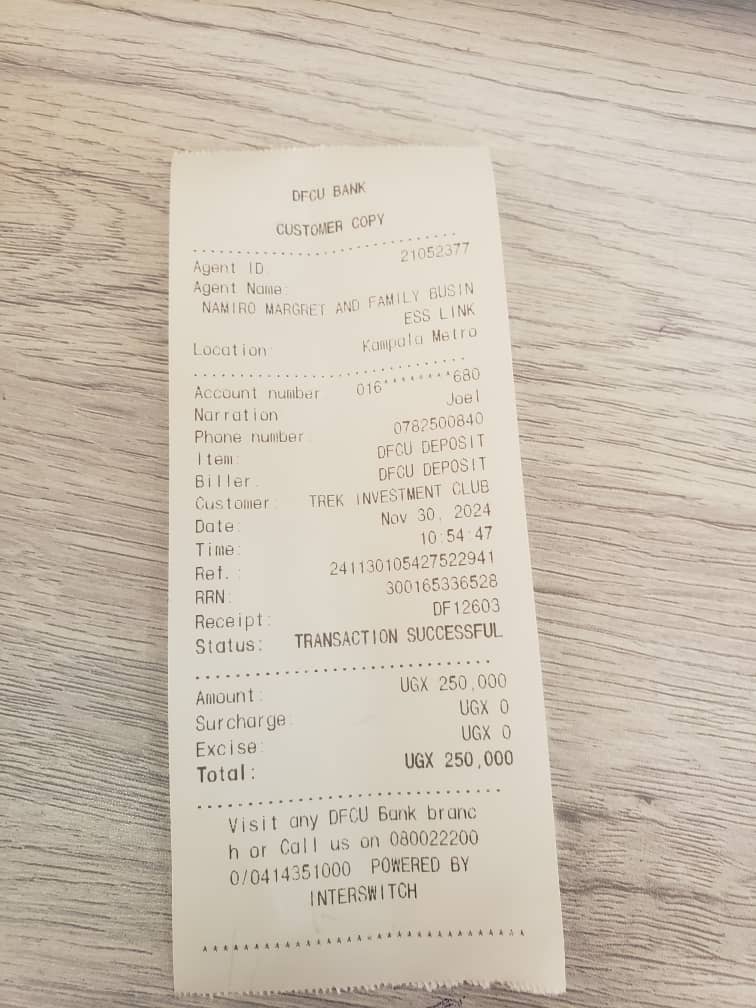 DFCU BANK
CUSTOMER COPY
Agent ID: 21052377
Agent Name:
NAMIRO MARGRET AND FAMILY BUSIN
ESS LINK
Location: Kampala Metro
Account number: 016********680
Narration Joel
Phone number: 0782500840
Item: DFCU DEPOSIT
Biller: DFCU DEPOSIT
Customer: TREK INVESTMENT CLUB
Date: Nov 30, 2024
Time: 10:54:47
Ref. : 241130105427522941
RRN: 300165336528
Receipt: DF12603
Status: TRANSACTION SUCCESSFUL
Amount: UGX 250,000
Surcharge: UGX 0
Excise: UGX 0
Total: UGX 250,000
Visit any DFCU Bank branc
h or Call us on 080022200
0/0414351000 POWERED BY
INTERSWITCH